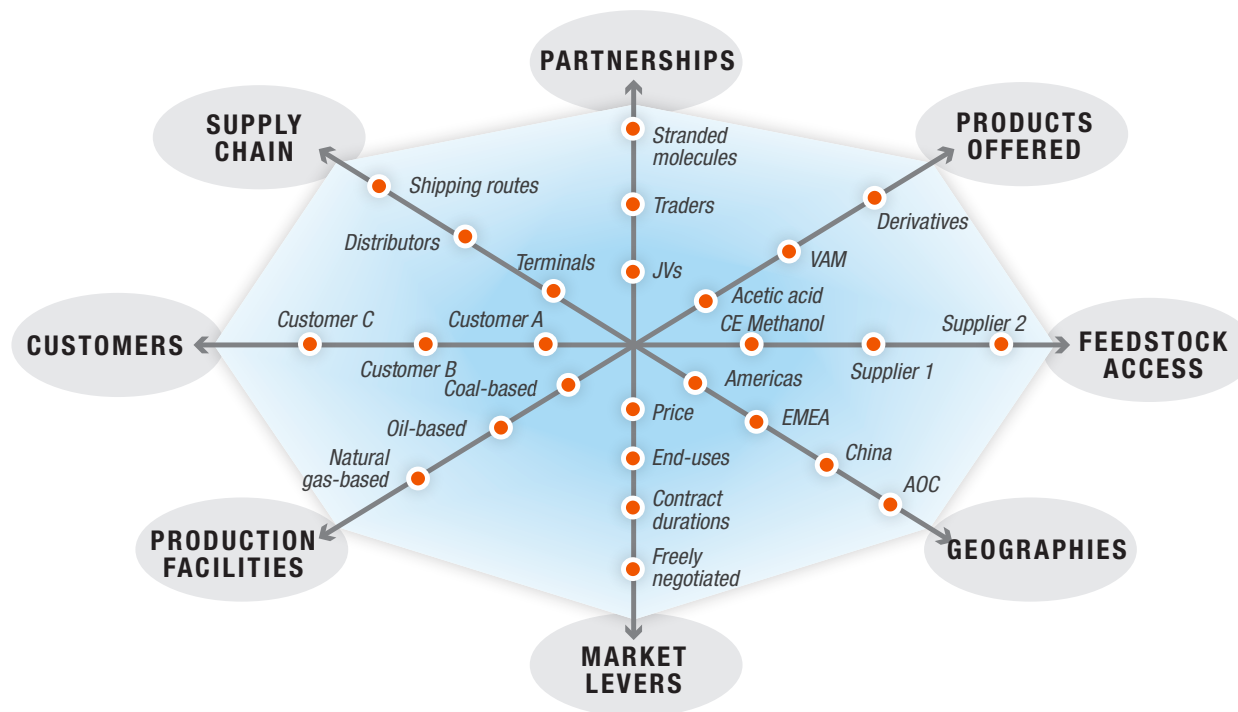 PARTNERSHIPS
SUPPLY
CHAIN
PRODUCTS
OFFERED
Stranded
molecules
Shipping routes
Traders
Derivatives
Distributors
VAM
Terminals
JVs
Acetic acid
CUSTOMERS
Customer C
Customer A
CE Methanol
Supplier 2
FEEDSTOCK
ACCESS
Customer B
Supplier 1
Coal-based
Americas
Price
EMEA
Oil-based
End-uses
China
Natural
gas-based
AOC
Contract
durations
PRODUCTION
FACILITIES
Freely
negotiated
GEOGRAPHIES
MARKET
LEVERS